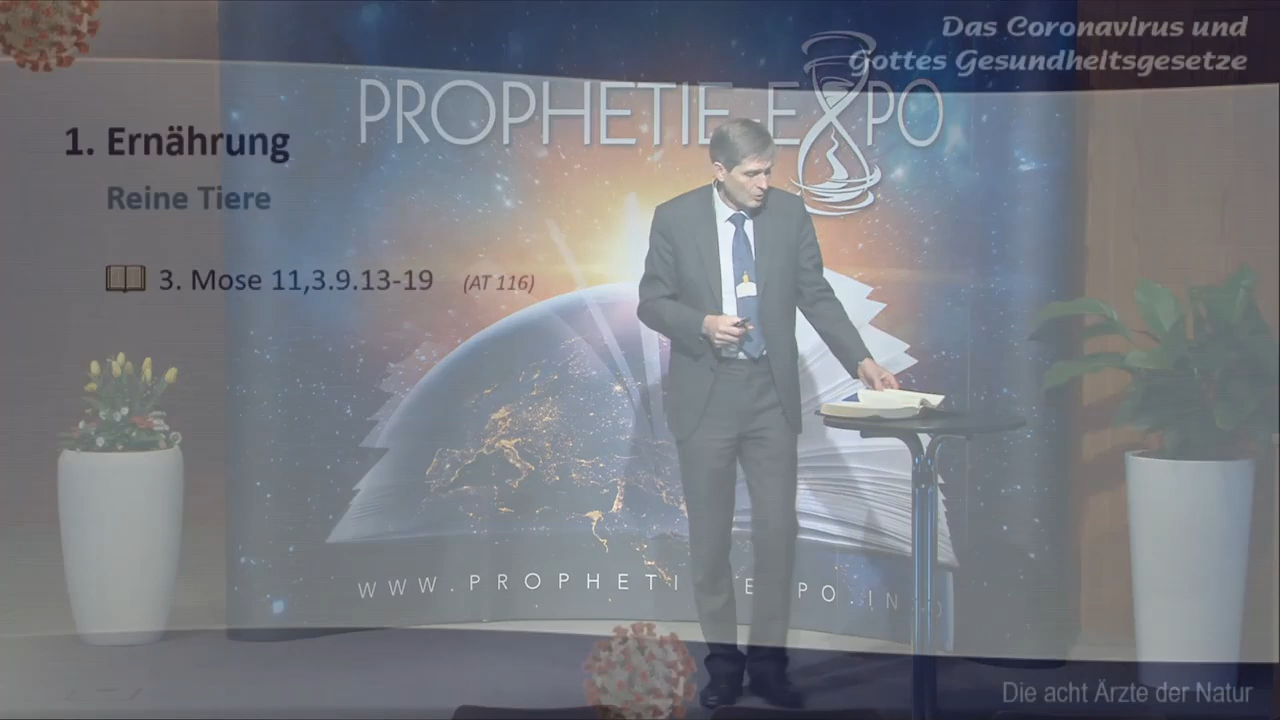 Das Coronavirus und
Gottes Gesundheitsgesetze
PROPHETIE EXPO
1. Ernährung
Reine Tiere
3. Mose 11,3.9.13-19 (AT 116)
Die acht Ärzte der Natur